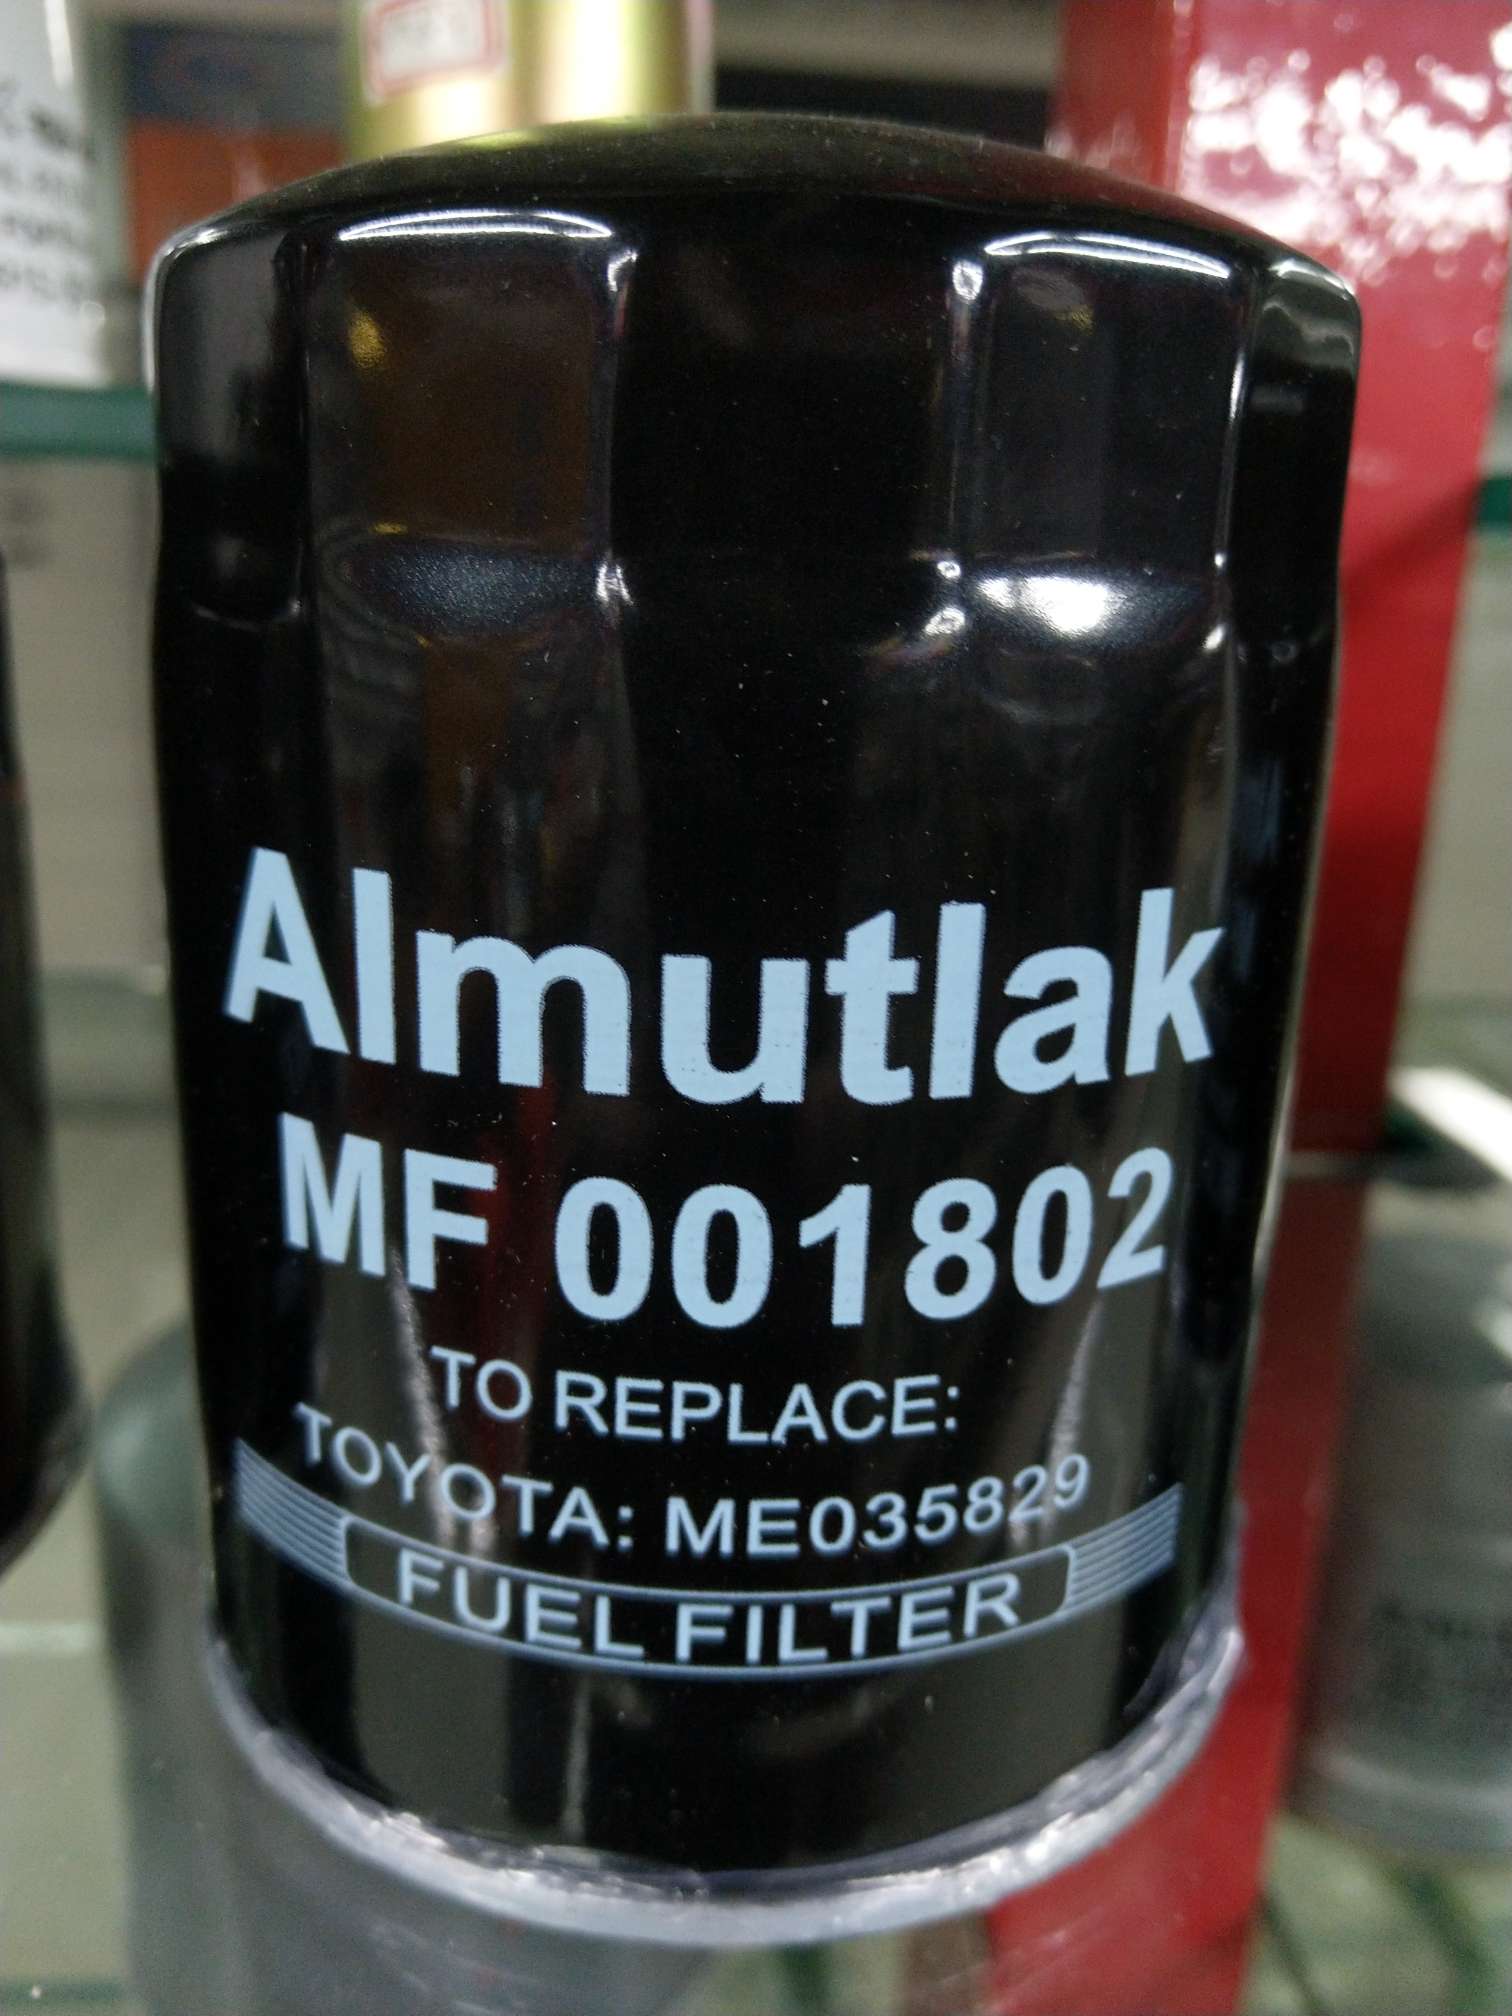 Almutlak
MF 001802
TO REPLACE:
TOYOTA: ME035829
FUEL FILTER